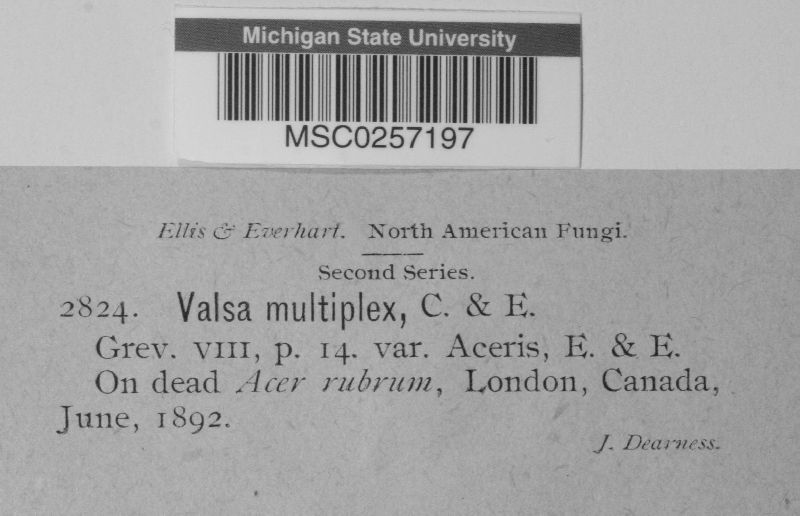 Michigan State University
MSC0257197
Ellis & Everhart. North American Fungi.
Second Series.
2824. Valsa multiplex, C. & E.
Grev. VIII, p. 14. var. Aceris, E. & E.
On dead Acer rubrum, London, Canada,
June, 1892.
J. Dearness.